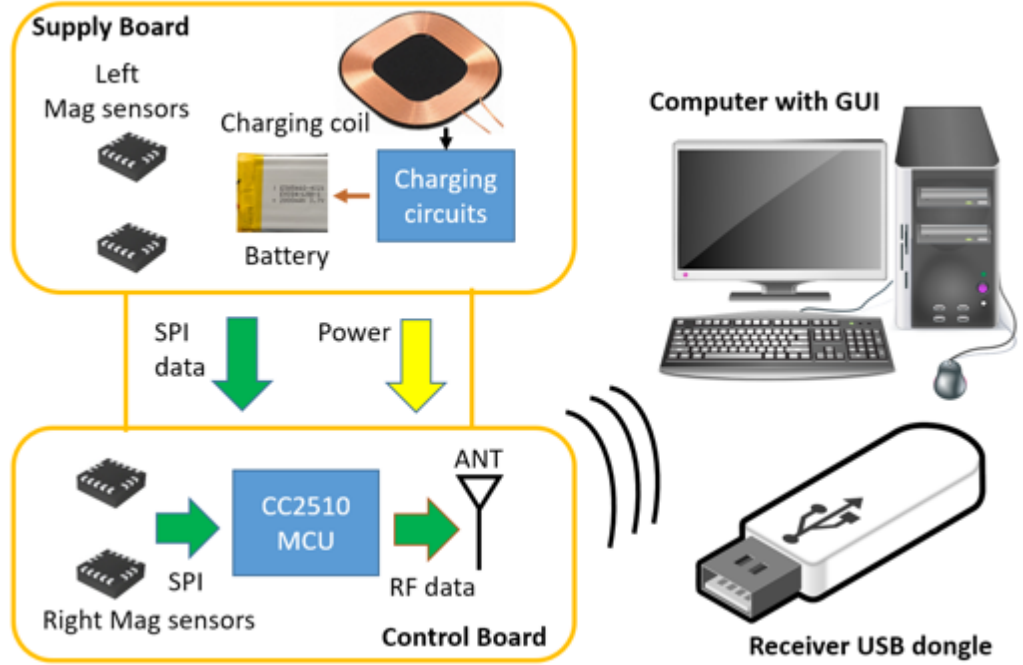 Supply Board
Left
Mag sensors
Charging coil
Charging
circuits
Battery
Computer with GUI
SPI
data
Power
ANT
CC2510
MCU
SPI
RF data
Right Mag sensors
Control Board
Receiver USB dongle